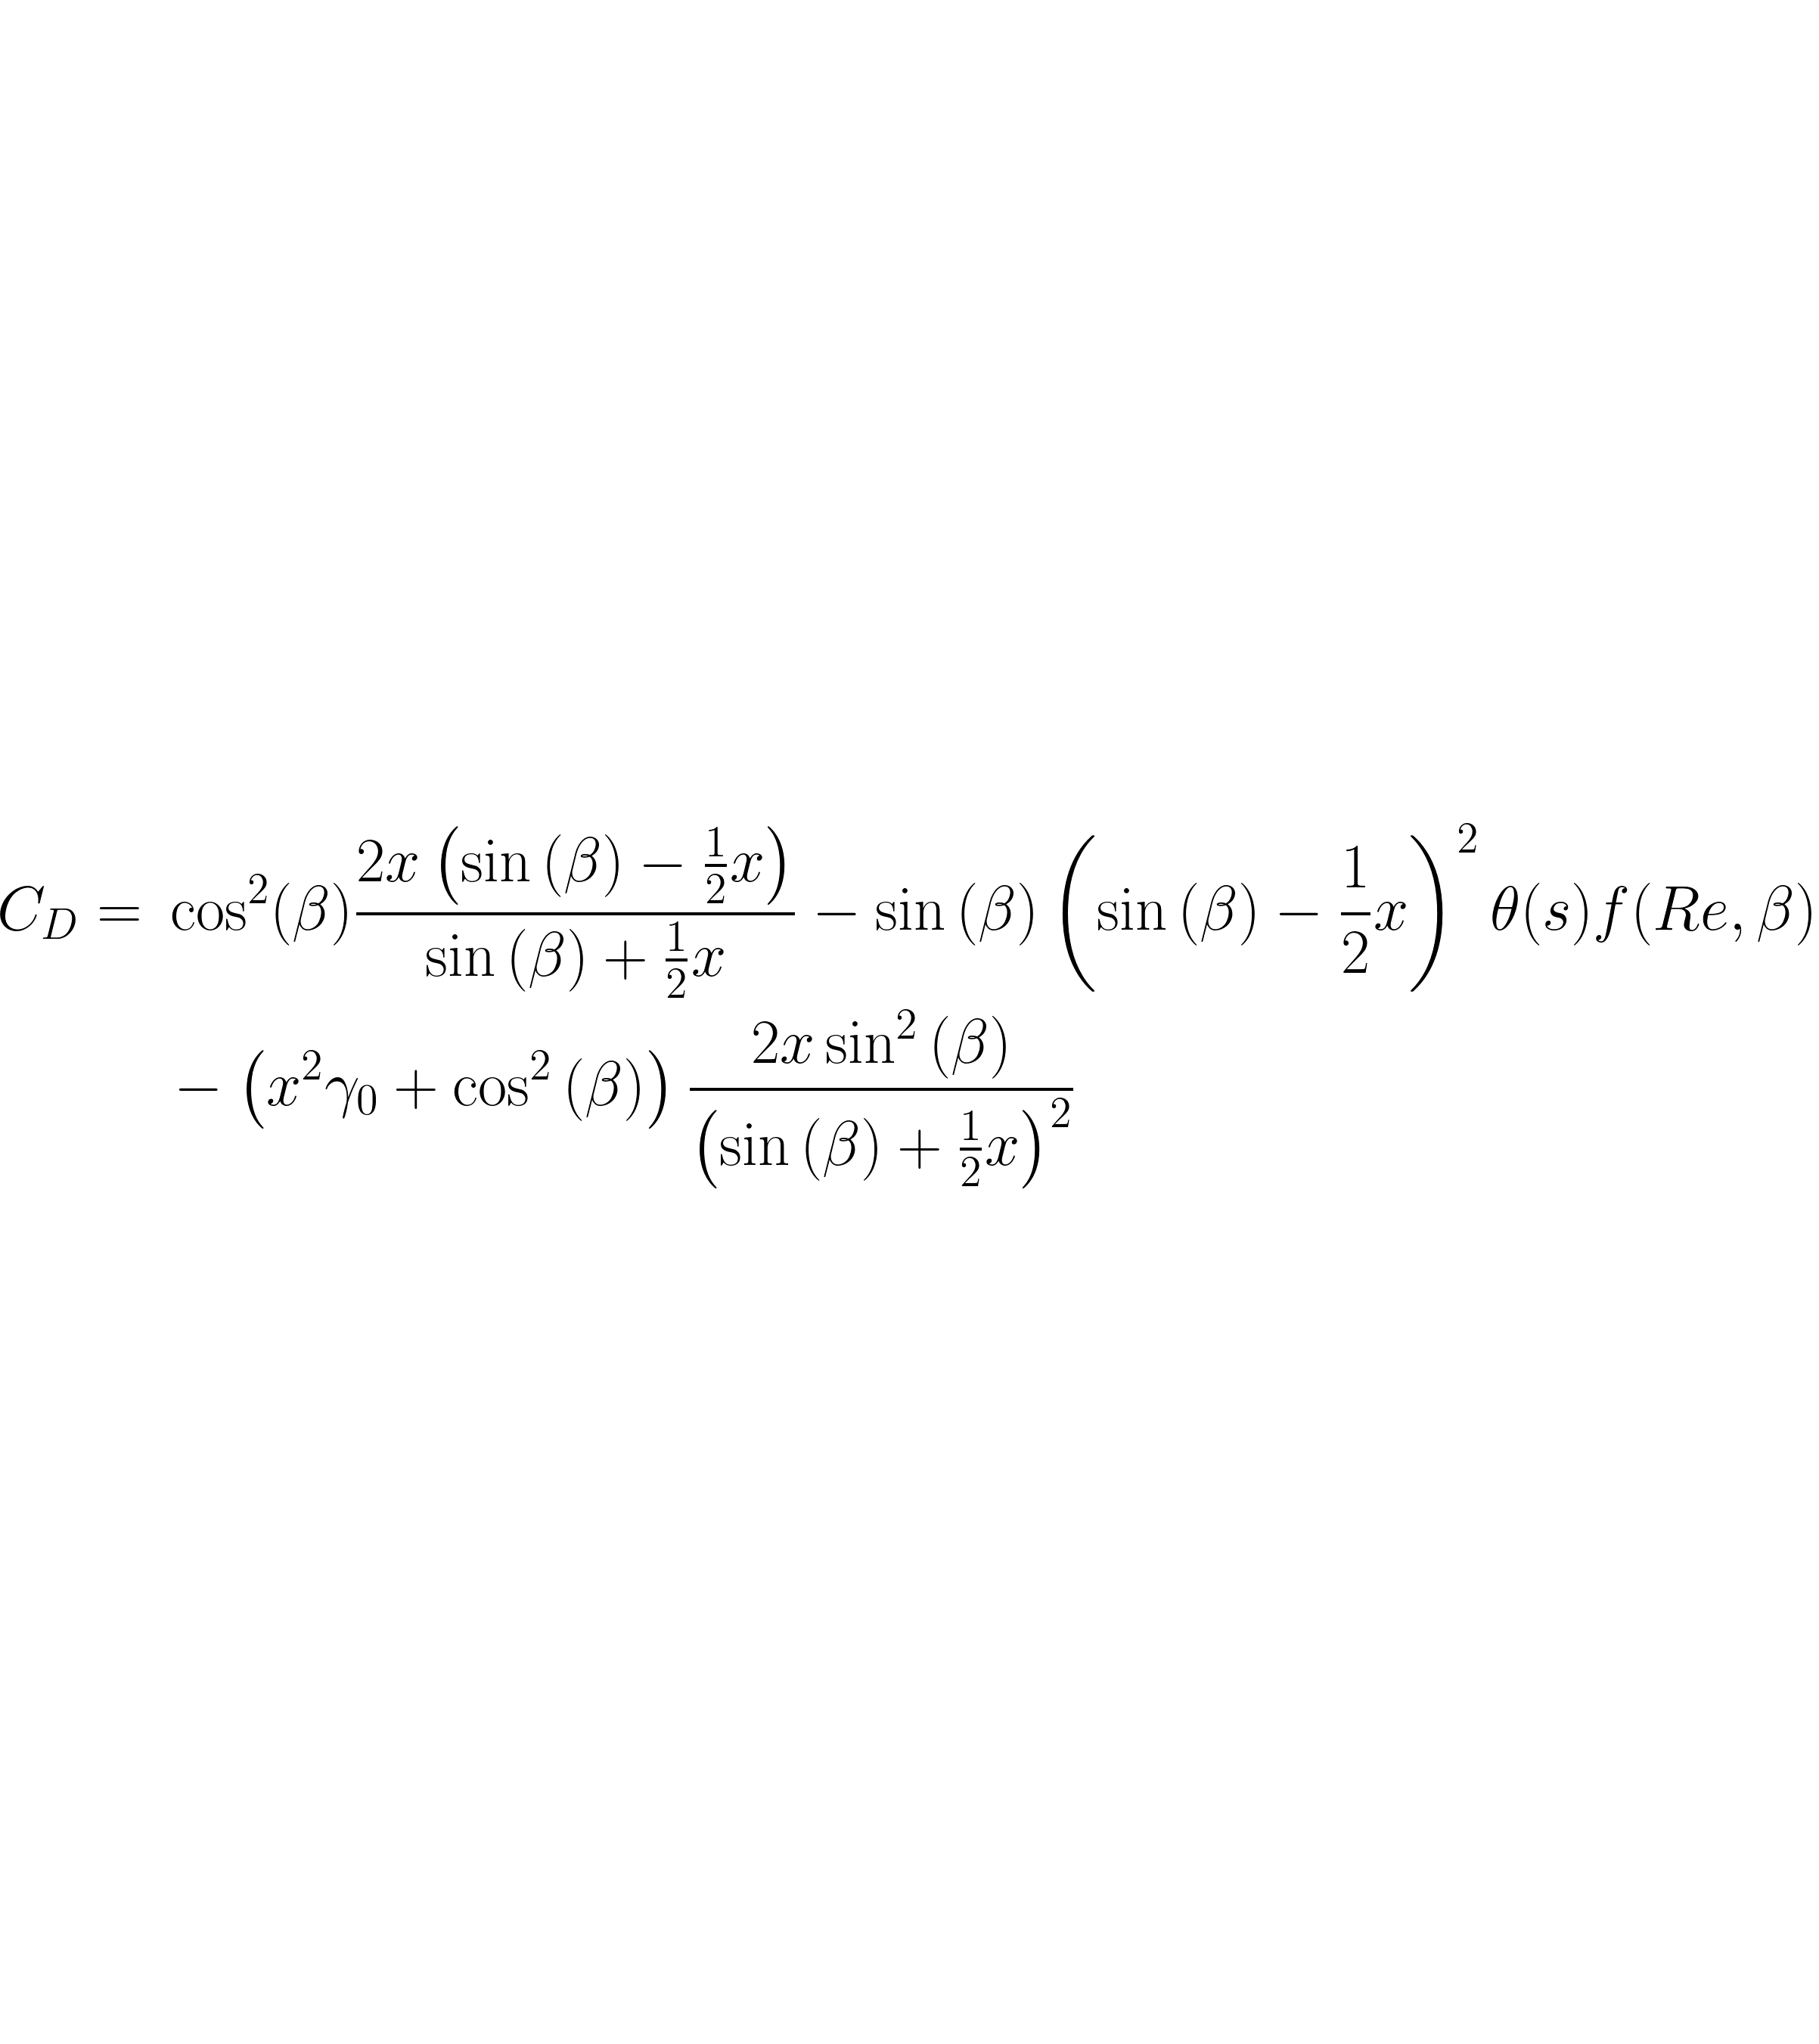 $C_D = \cos^2(\beta)\frac{2x\left(\sin(\beta)-\frac{1}{2}x\right)}{\sin(\beta)+\frac{1}{2}x} - \sin(\beta)\left(\sin(\beta)-\frac{1}{2}x\right)^2 \theta(s) f(Re,\beta)$
$-\left(x^2\gamma_0+\cos^2(\beta)\right)\frac{2x\sin^2(\beta)}{\left(\sin(\beta)+\frac{1}{2}x\right)^2}$